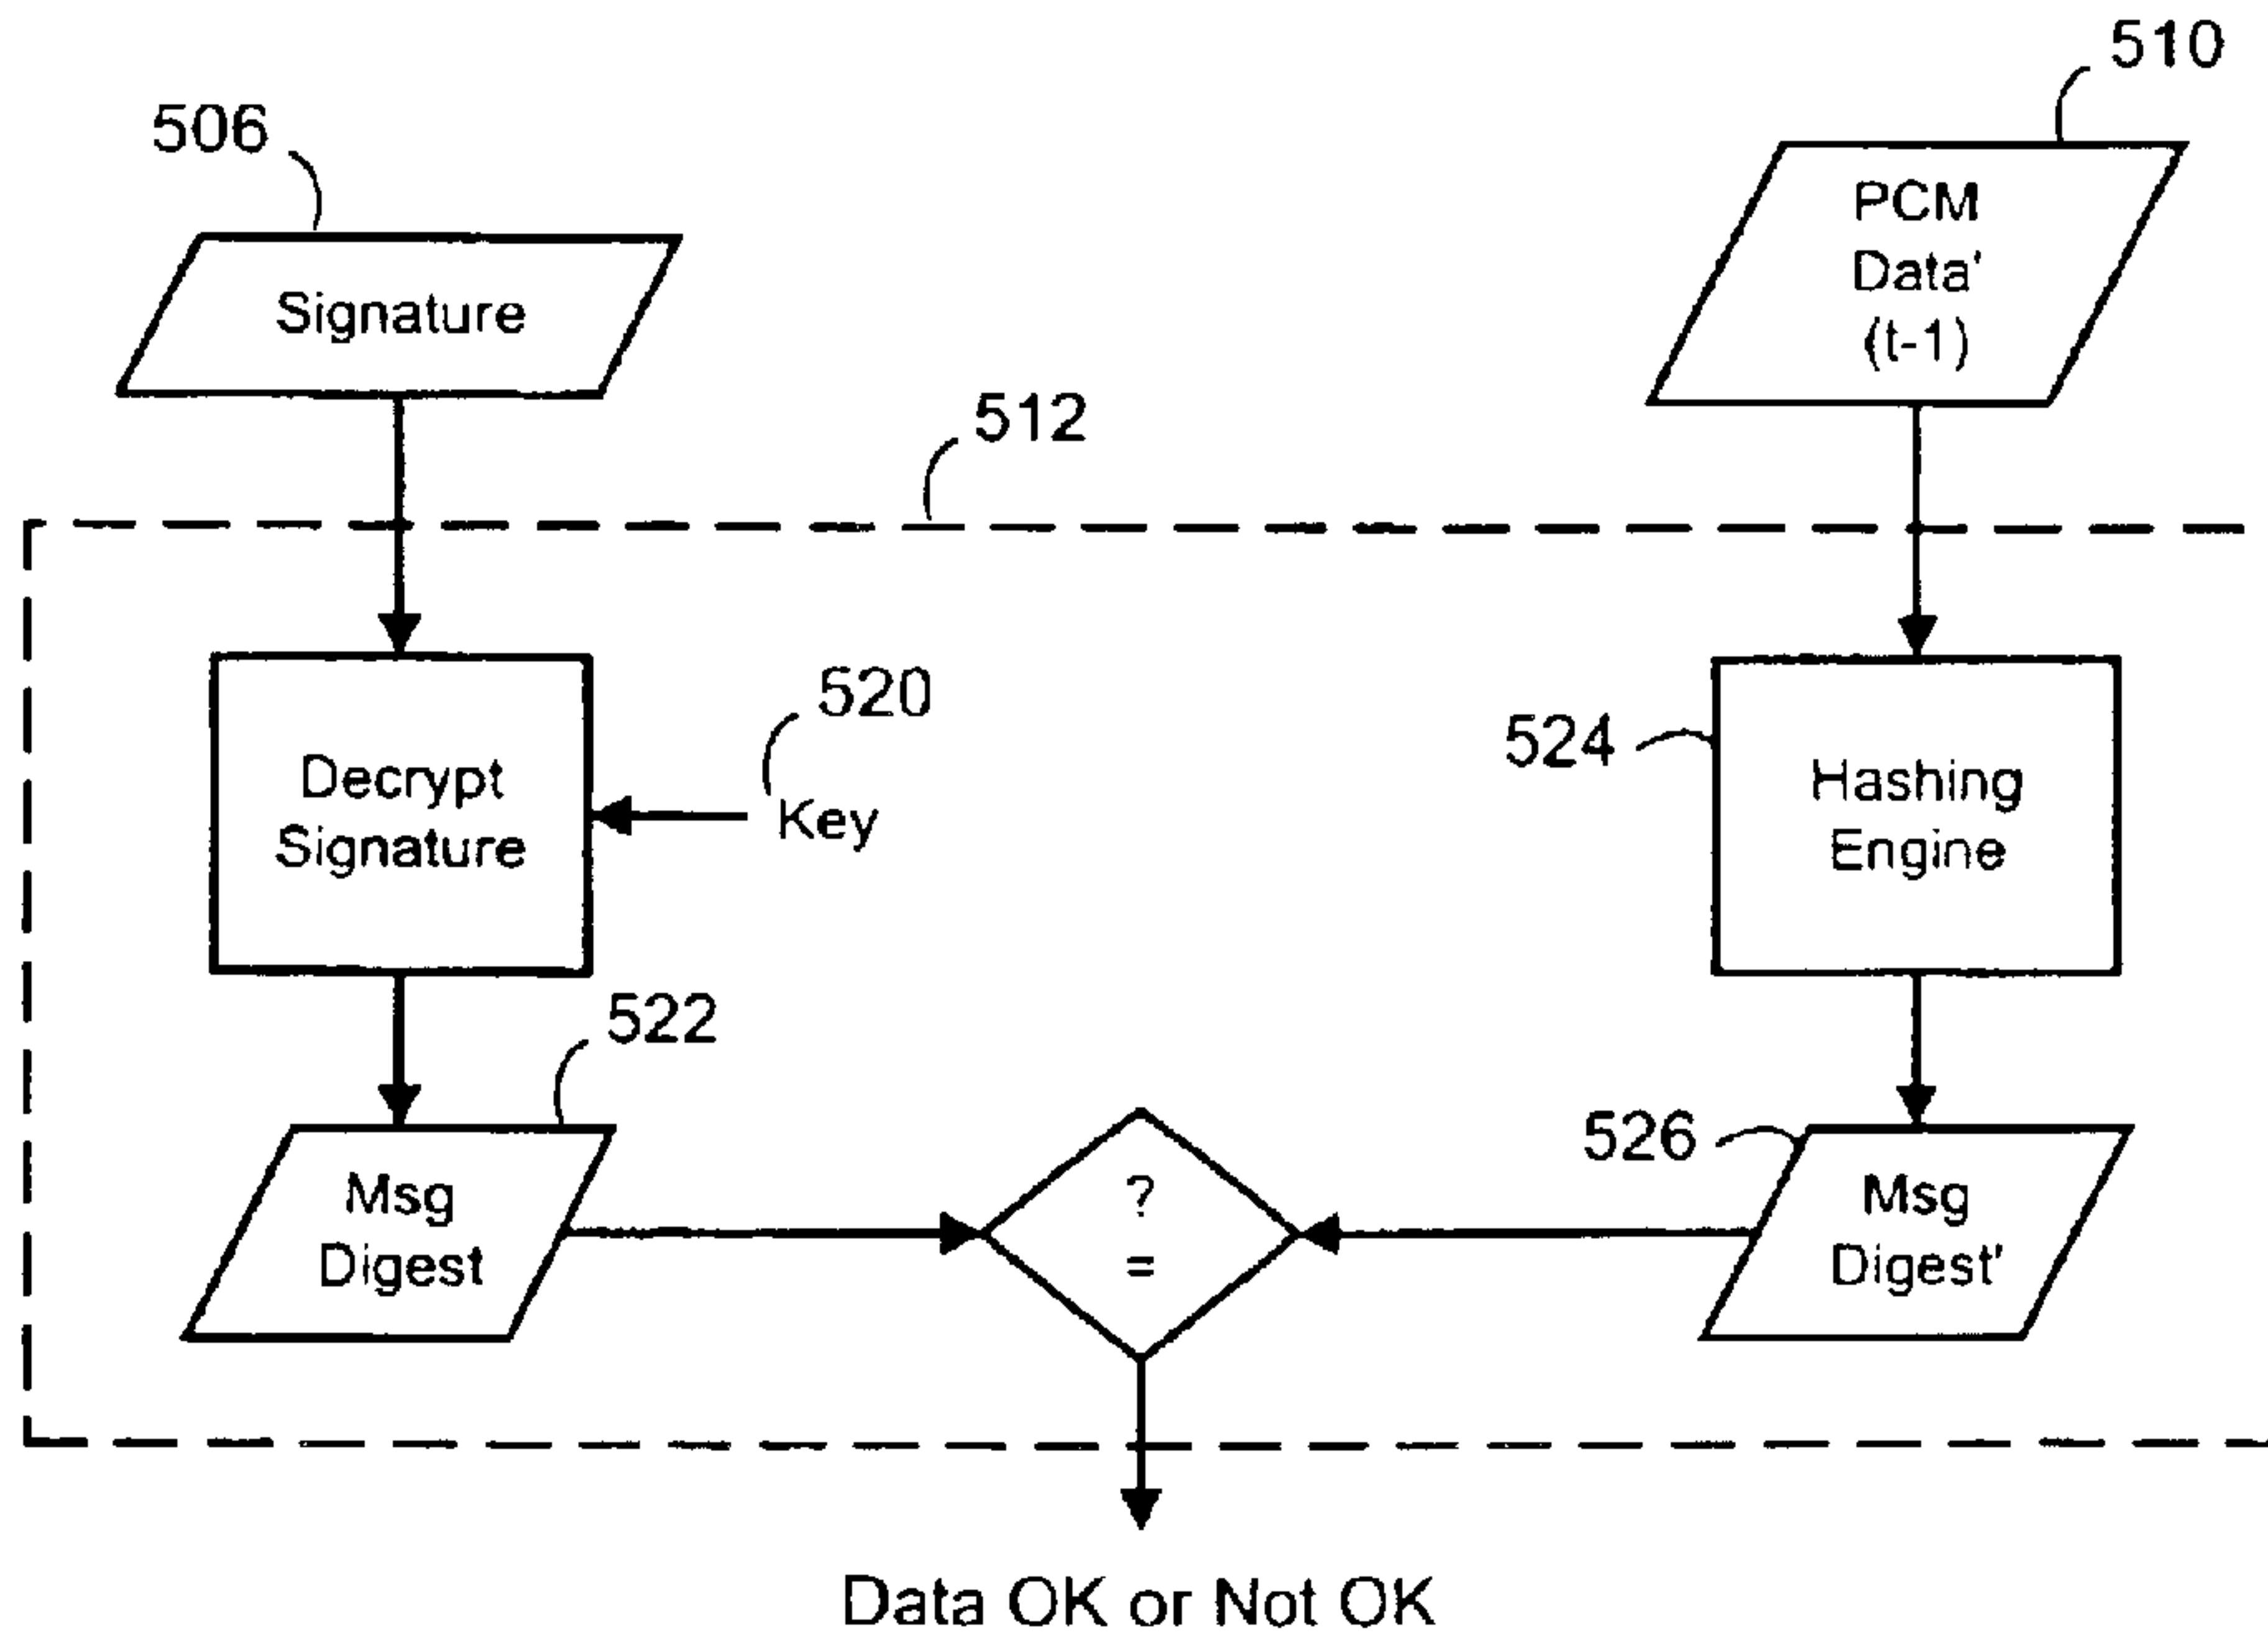 510
506
PCM
Data'
(t-1)
Signature
512
520
524
Decrypt
Signature
Key
Hashing
Engine
522
526
Msg
Digest
?
=
Msg
Digest'
Data OK or Not OK